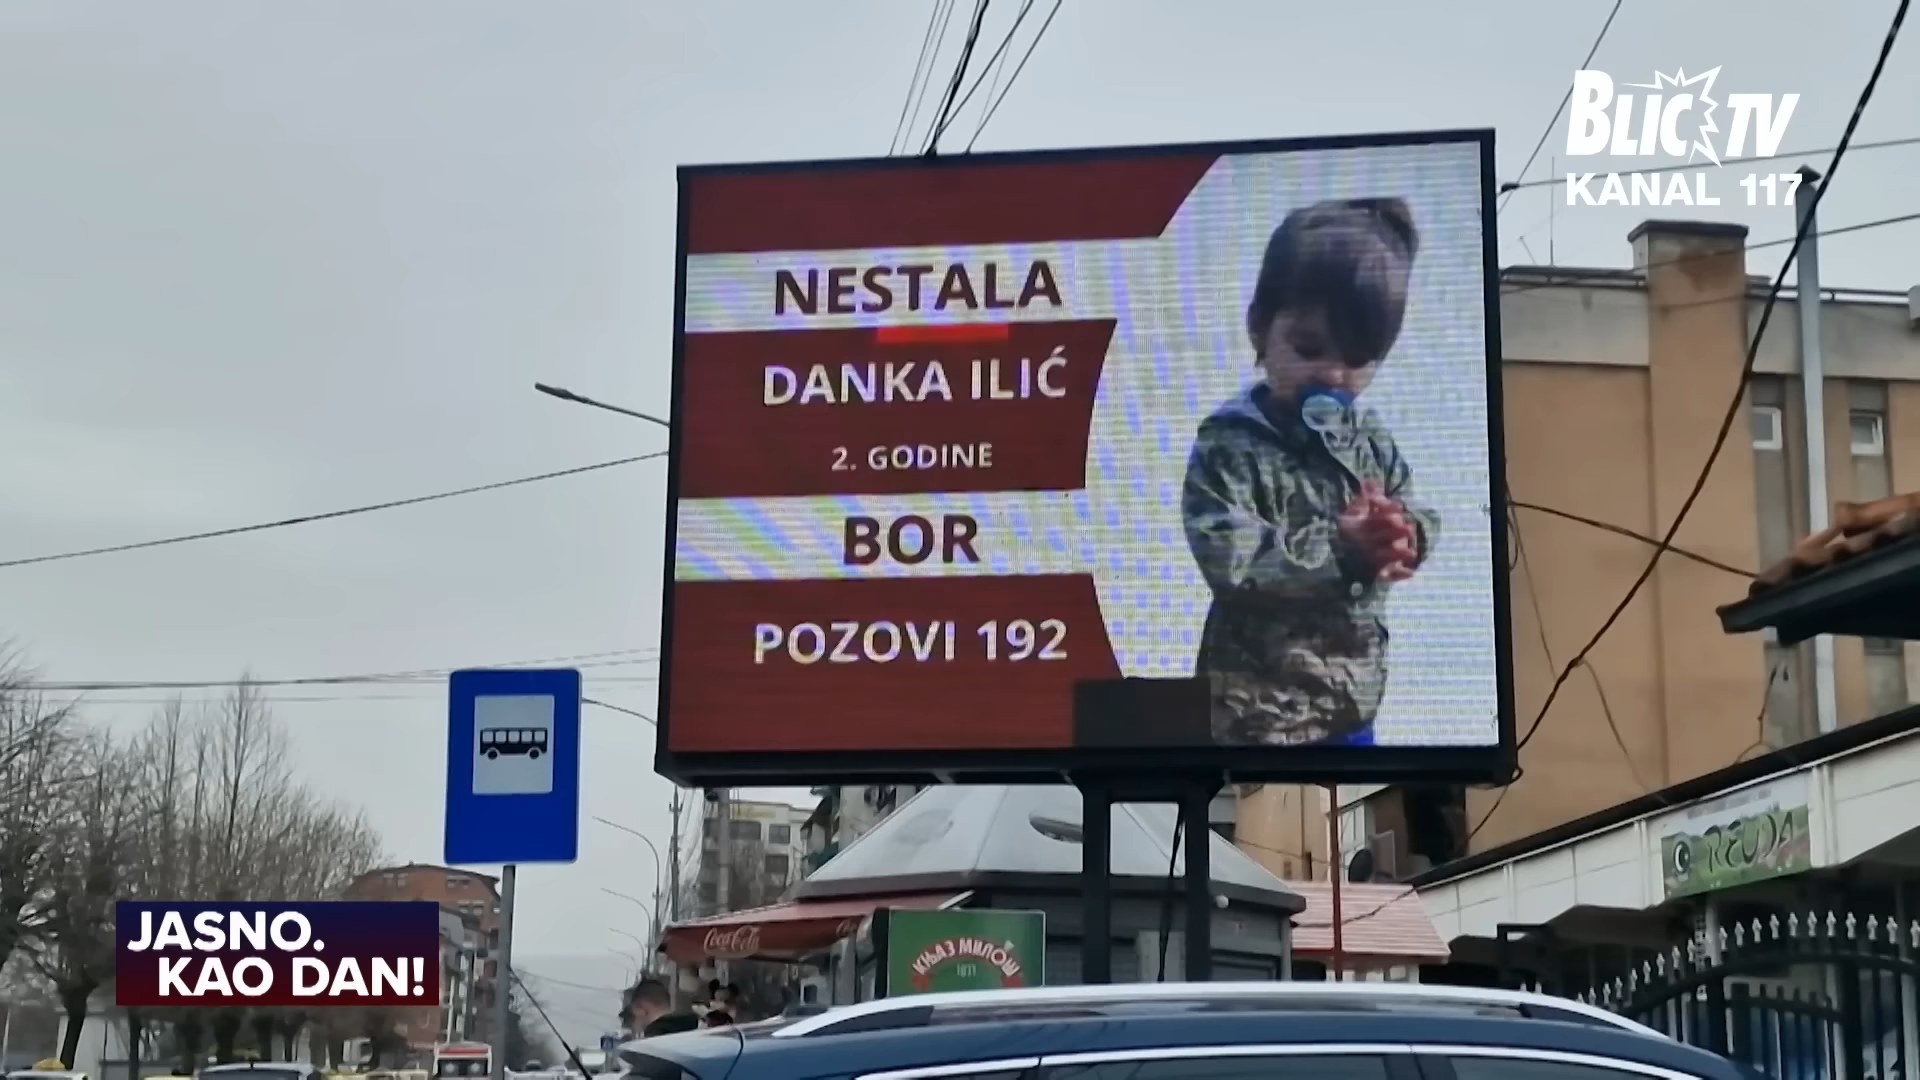 BLIC TV
KANAL 117
NESTALA
DANKA ILIĆ
2. GODINE
BOR
POZOVI 192
Coca-Cola
КЊАЗ МИЛОШ
1811
JASNO.
KAO DAN!